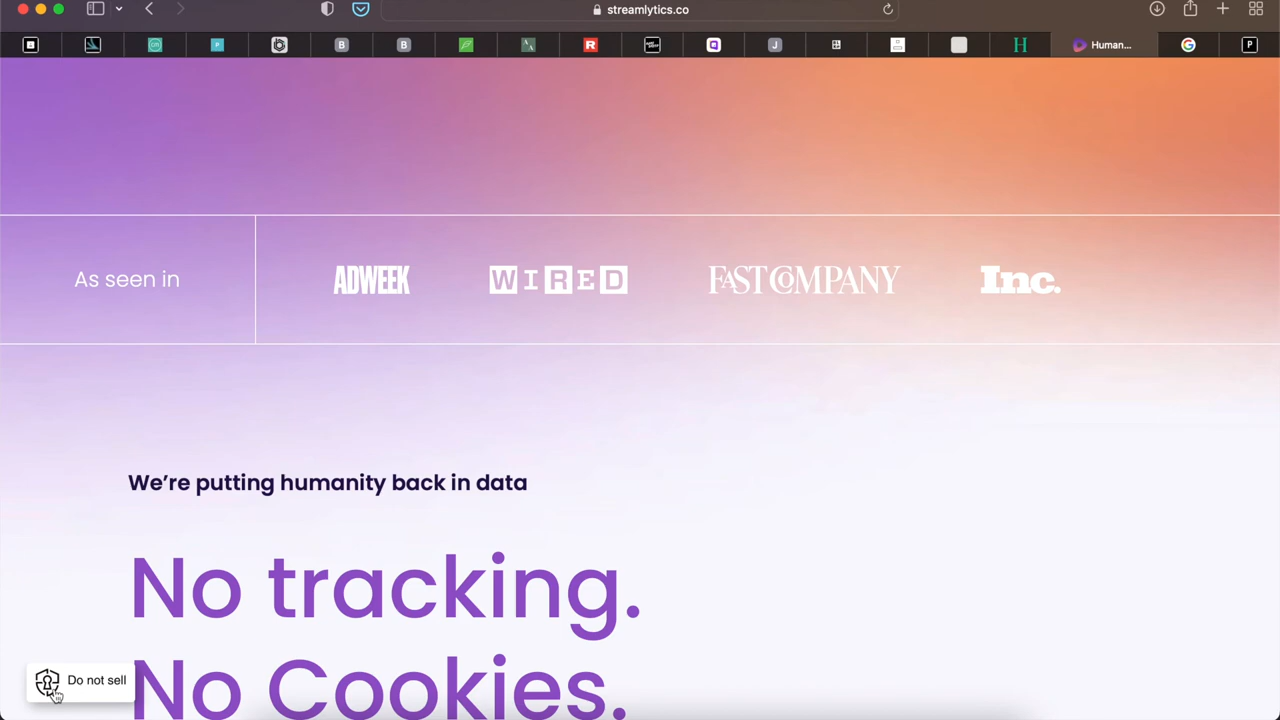 streamlytics.co
Human...
As seen in
ADWEEK
WIRED
FAST COMPANY
Inc.
We’re putting humanity back in data
No tracking.
No Cookies.
Do not sell